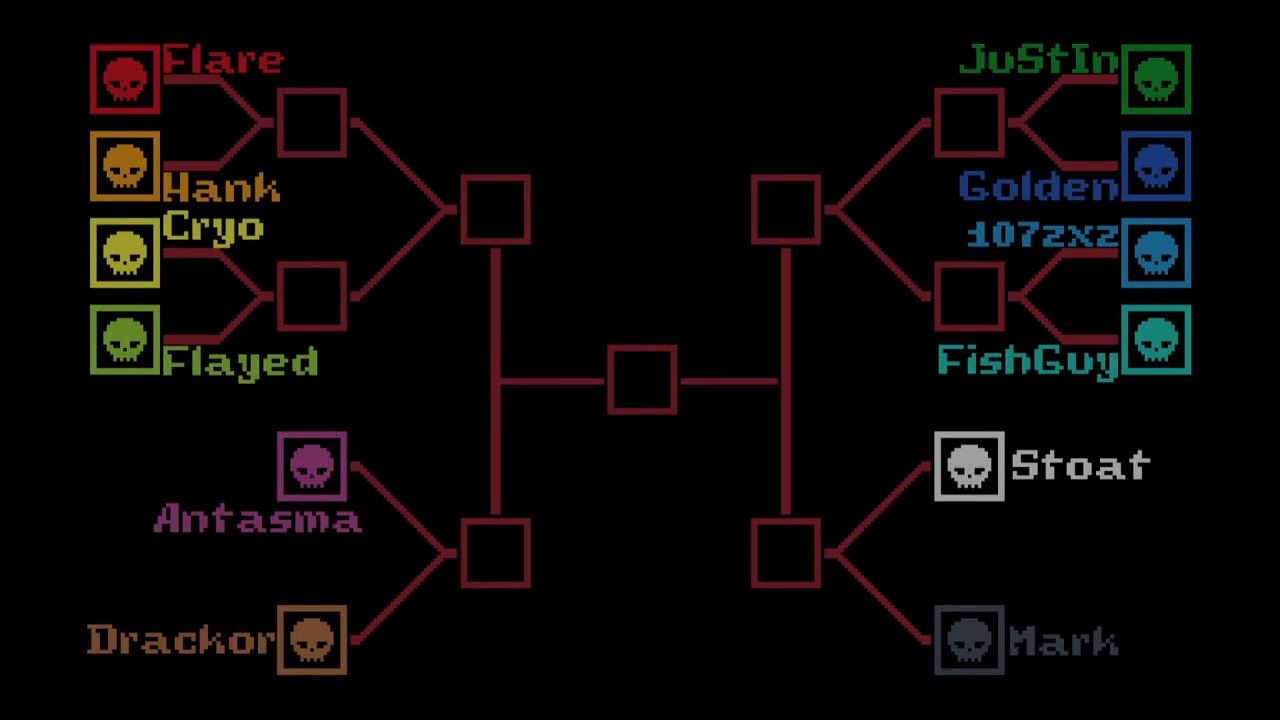 Flare
Hank
Cryo
Flayed
Antasma
Drackor
JuStIn
Golden
107zxz
FishGuy
Stoat
Mark